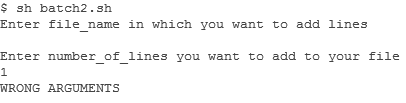 $ sh batch2.sh
Enter file_name in which you want to add lines
Enter number_of_lines you want to add to your file
1
WRONG ARGUMENTS